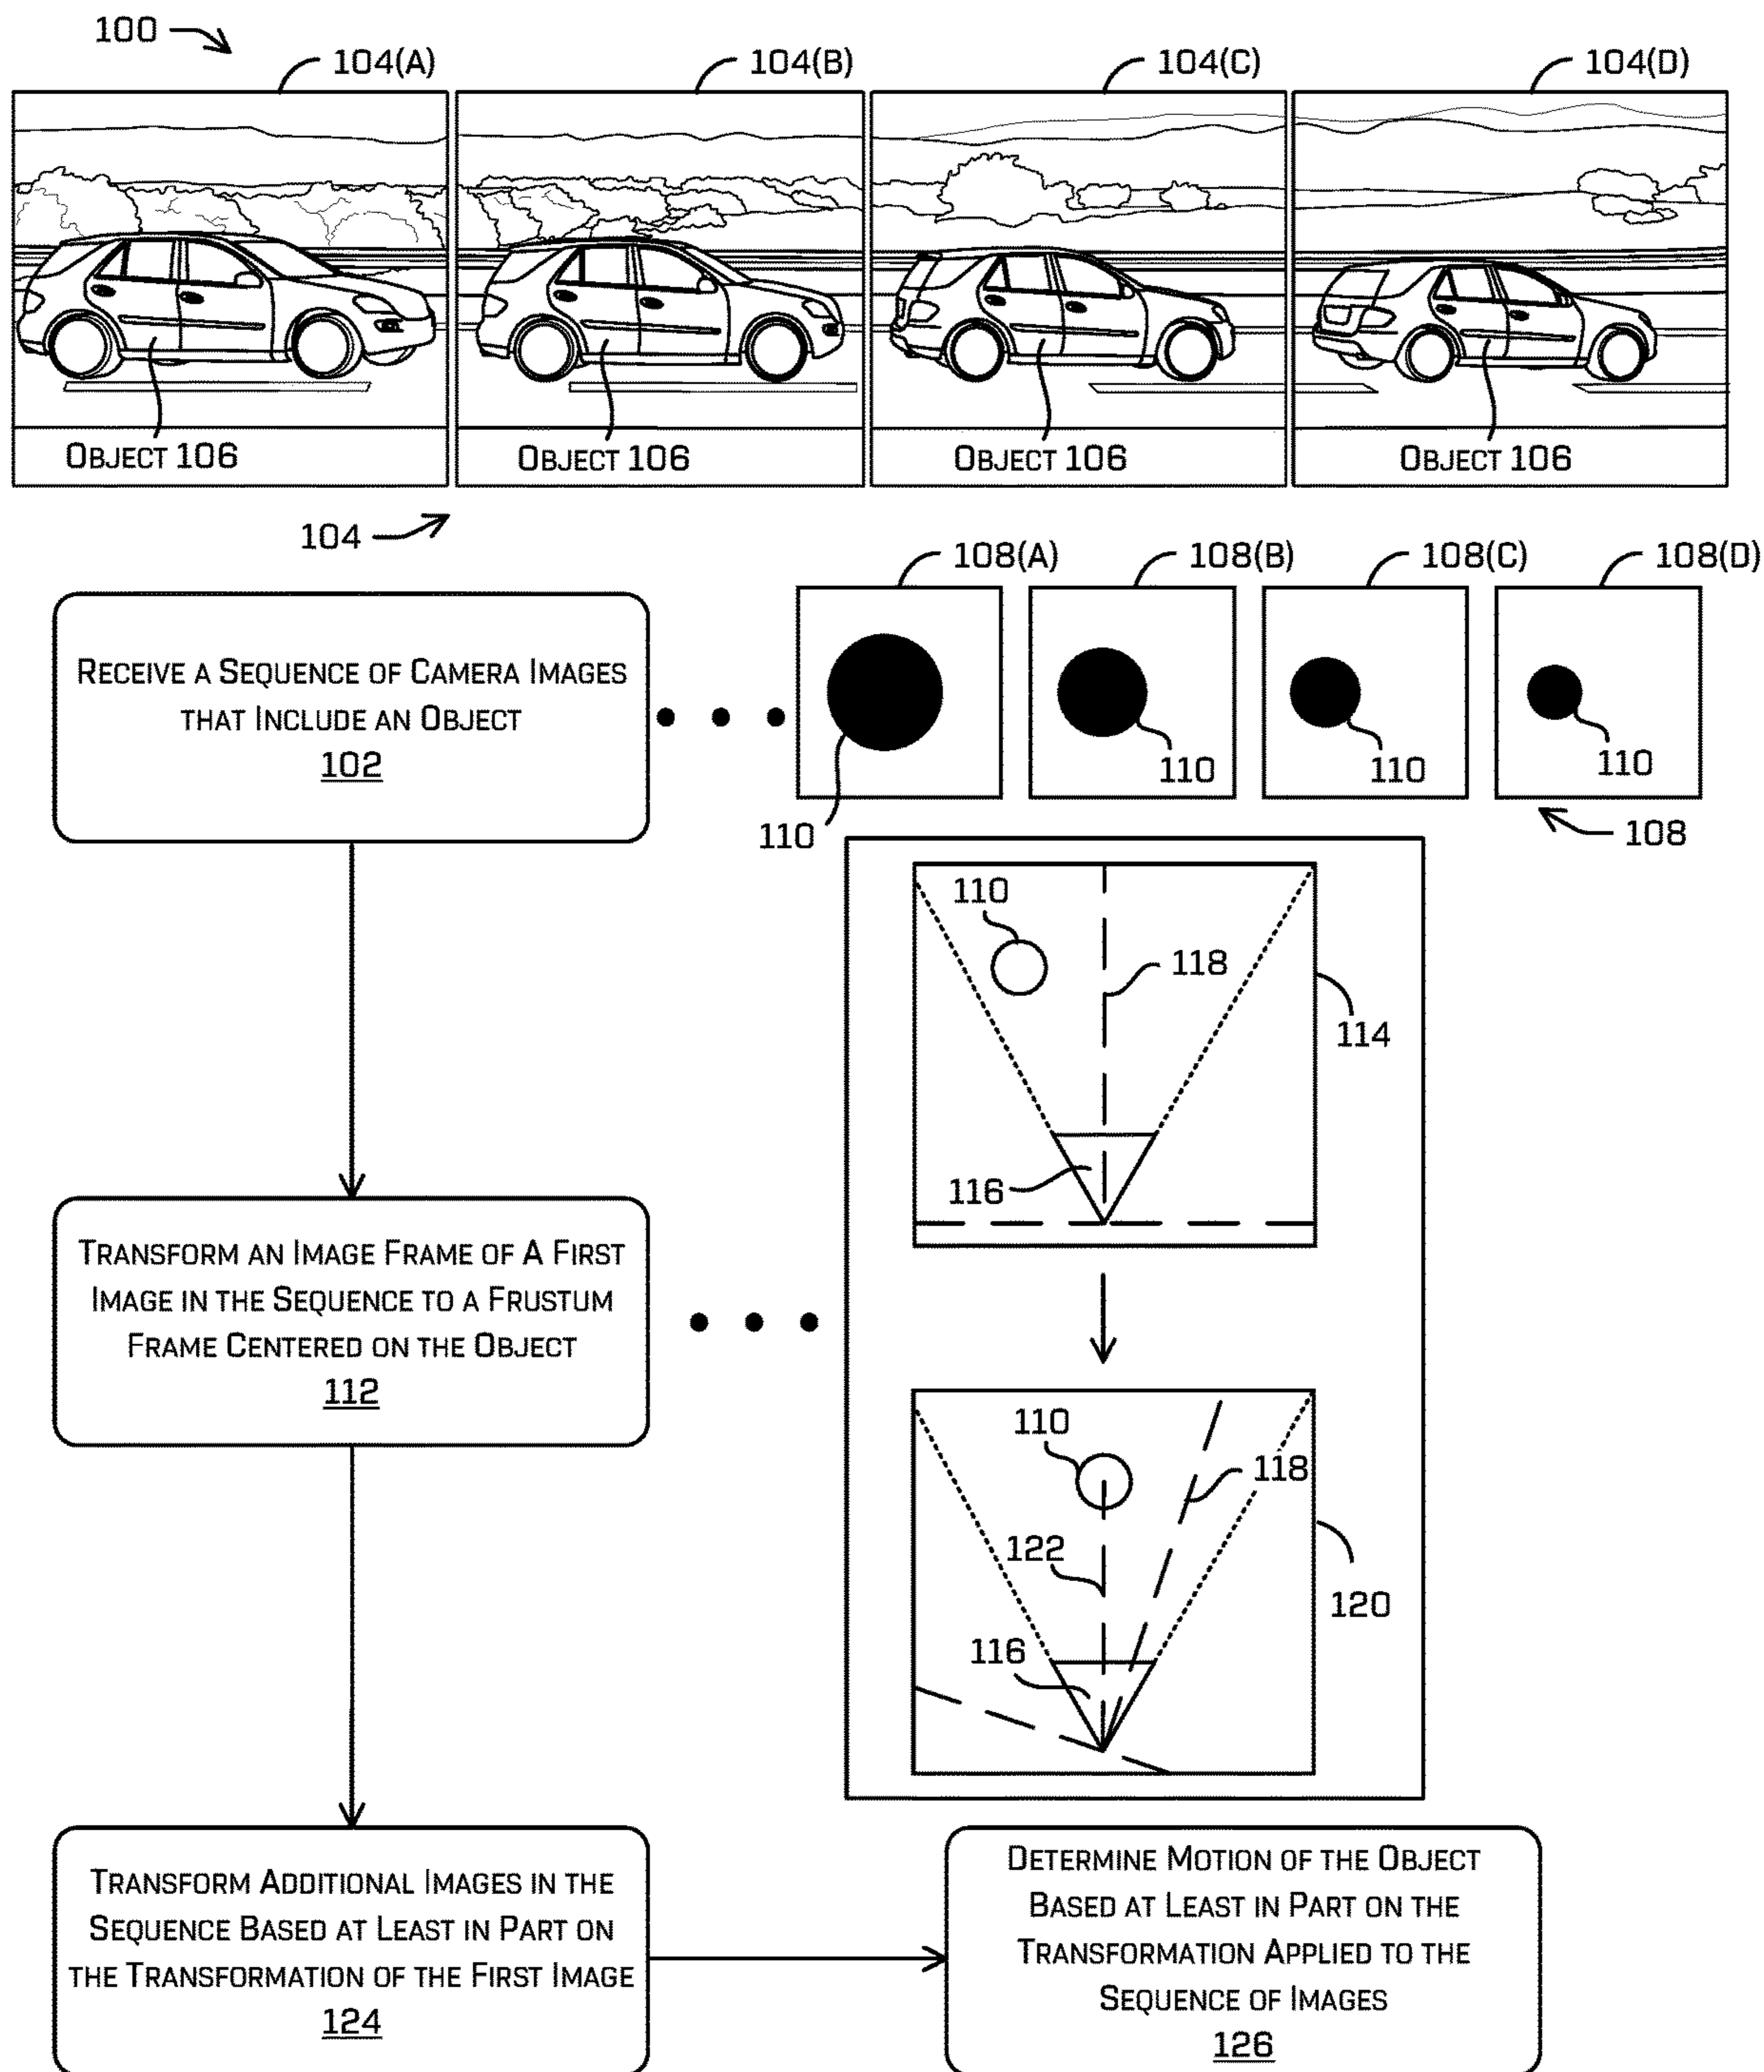 100
104(A)
104(B)
104(C)
104(D)
OBJECT 106
OBJECT 106
OBJECT 106
OBJECT 106
104
108(A)
108(B)
108(C)
108(D)
RECEIVE A SEQUENCE OF CAMERA IMAGES
THAT INCLUDE AN OBJECT
102
110
110
110
110
108
110
118
114
116
TRANSFORM AN IMAGE FRAME OF A FIRST
IMAGE IN THE SEQUENCE TO A FRUSTUM
FRAME CENTERED ON THE OBJECT
112
110
118
122
120
116
TRANSFORM ADDITIONAL IMAGES IN THE
SEQUENCE BASED AT LEAST IN PART ON
THE TRANSFORMATION OF THE FIRST IMAGE
124
DETERMINE MOTION OF THE OBJECT
BASED AT LEAST IN PART ON THE
TRANSFORMATION APPLIED TO THE
SEQUENCE OF IMAGES
126